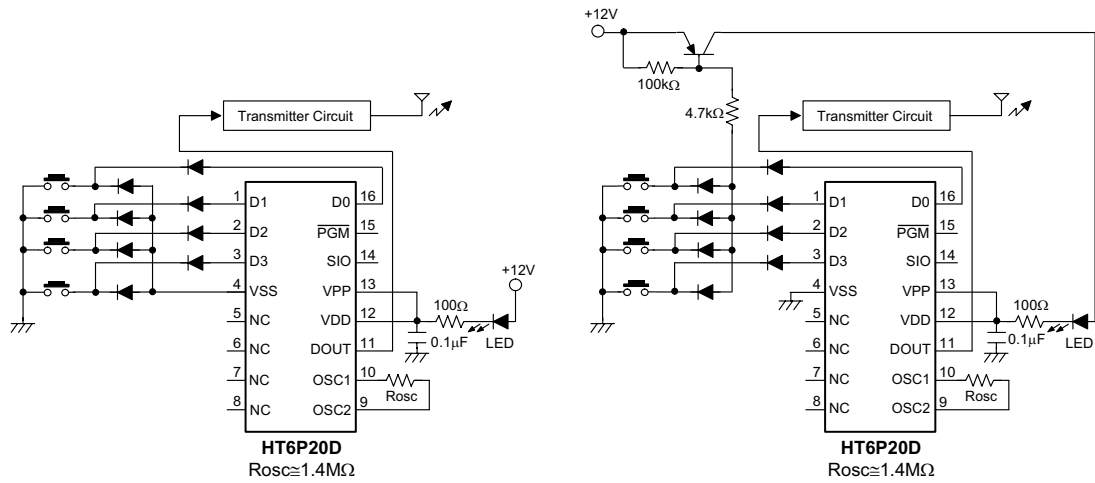 Transmitter Circuit
1 D1 D0 16
2 D2 PGM 15
3 D3 SIO 14
4 VSS VPP 13
5 NC VDD 12
6 NC DOUT 11
7 NC OSC1 10
8 NC OSC2 9
+12V
100Ω
LED
0.1µF
Rosc
HT6P20D
Rosc≅1.4MΩ
+12V
100kΩ
4.7kΩ
Transmitter Circuit
1 D1 D0 16
2 D2 PGM 15
3 D3 SIO 14
4 VSS VPP 13
5 NC VDD 12
6 NC DOUT 11
7 NC OSC1 10
8 NC OSC2 9
100Ω
LED
0.1µF
Rosc
HT6P20D
Rosc≅1.4MΩ